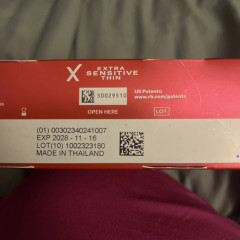 X EXTRA
SENSITIVE
THIN
50029510
US Patents:
www.rb.com/patents
OPEN HERE
LOT
(01) 00302340241007
EXP 2028 - 11 - 16
LOT(10) 1002323180
MADE IN THAILAND